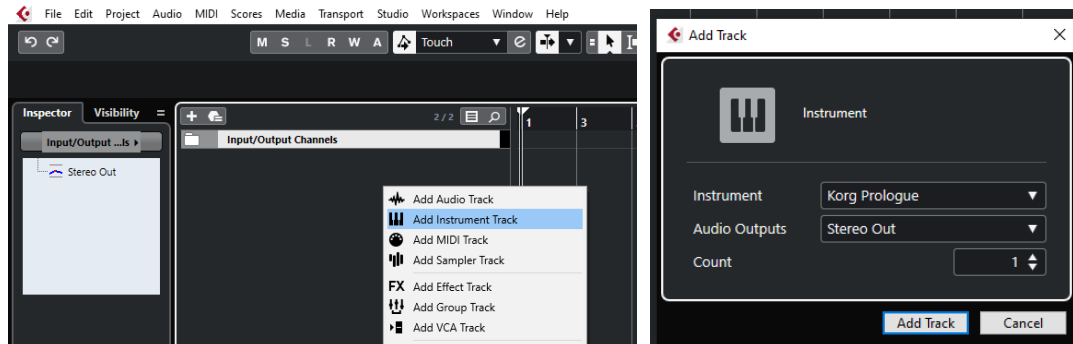 File Edit Project Audio MIDI Scores Media Transport Studio Workspaces Window Help
M S L R W A Touch
Inspector Visibility
2 / 2
1 3
Input/Output ...ls
Input/Output Channels
Stereo Out
Add Audio Track
Add Instrument Track
Add MIDI Track
Add Sampler Track
FX Add Effect Track
Add Group Track
Add VCA Track
Add Track
Instrument
Instrument Korg Prologue
Audio Outputs Stereo Out
Count 1
Add Track Cancel